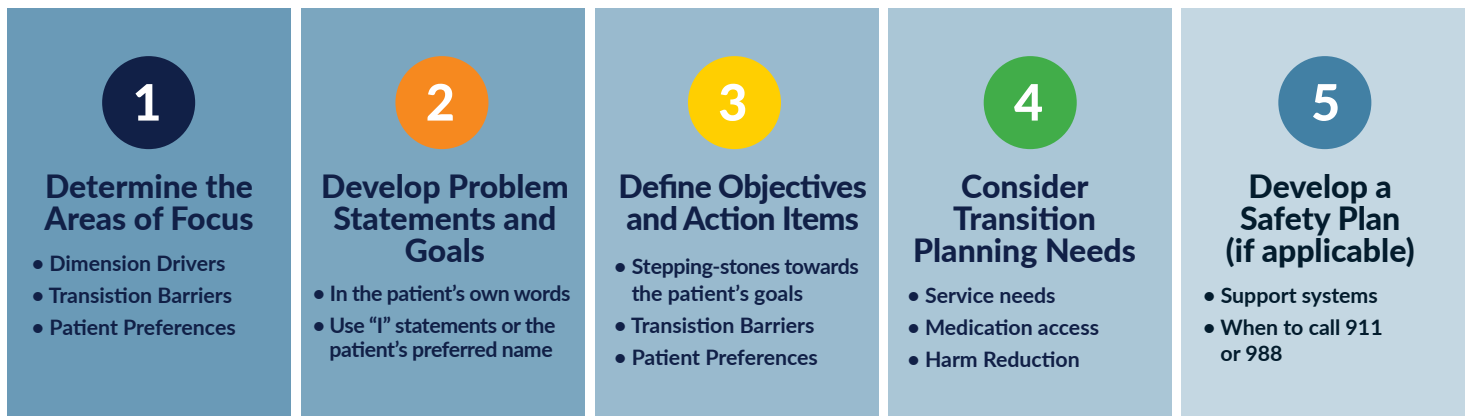 1
Determine the
Areas of Focus
• Dimension Drivers
• Transistion Barriers
• Patient Preferences
2
Develop Problem
Statements and
Goals
• In the patient’s own words
• Use “I” statements or the
patient’s preferred name
3
Define Objectives
and Action Items
• Stepping-stones towards
the patient’s goals
• Transistion Barriers
• Patient Preferences
4
Consider
Transition
Planning Needs
• Service needs
• Medication access
• Harm Reduction
5
Develop a
Safety Plan
(if applicable)
• Support systems
• When to call 911
or 988